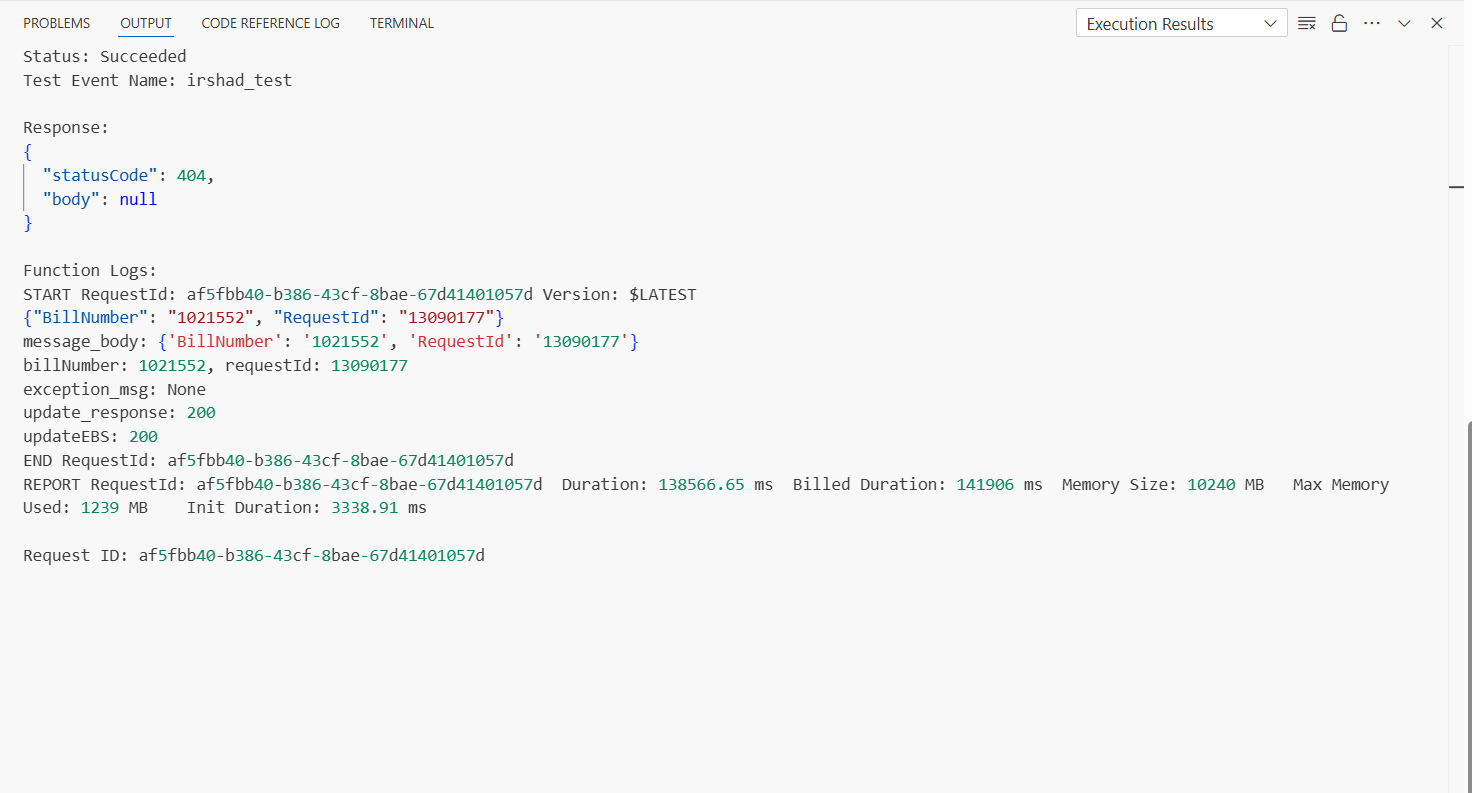 PROBLEMS OUTPUT CODE REFERENCE LOG TERMINAL Execution Results
Status: Succeeded
Test Event Name: irshad_test
Response:
{
"statusCode": 404,
"body": null
}
Function Logs:
START RequestId: af5fbb40-b386-43cf-8bae-67d41401057d Version: $LATEST
{"BillNumber": "1021552", "RequestId": "13090177"}
message_body: {'BillNumber': '1021552', 'RequestId': '13090177'}
billNumber: 1021552, requestId: 13090177
exception_msg: None
update_response: 200
updateEBS: 200
END RequestId: af5fbb40-b386-43cf-8bae-67d41401057d
REPORT RequestId: af5fbb40-b386-43cf-8bae-67d41401057d Duration: 138566.65 ms Billed Duration: 141906 ms Memory Size: 10240 MB Max Memory
Used: 1239 MB Init Duration: 3338.91 ms
Request ID: af5fbb40-b386-43cf-8bae-67d41401057d